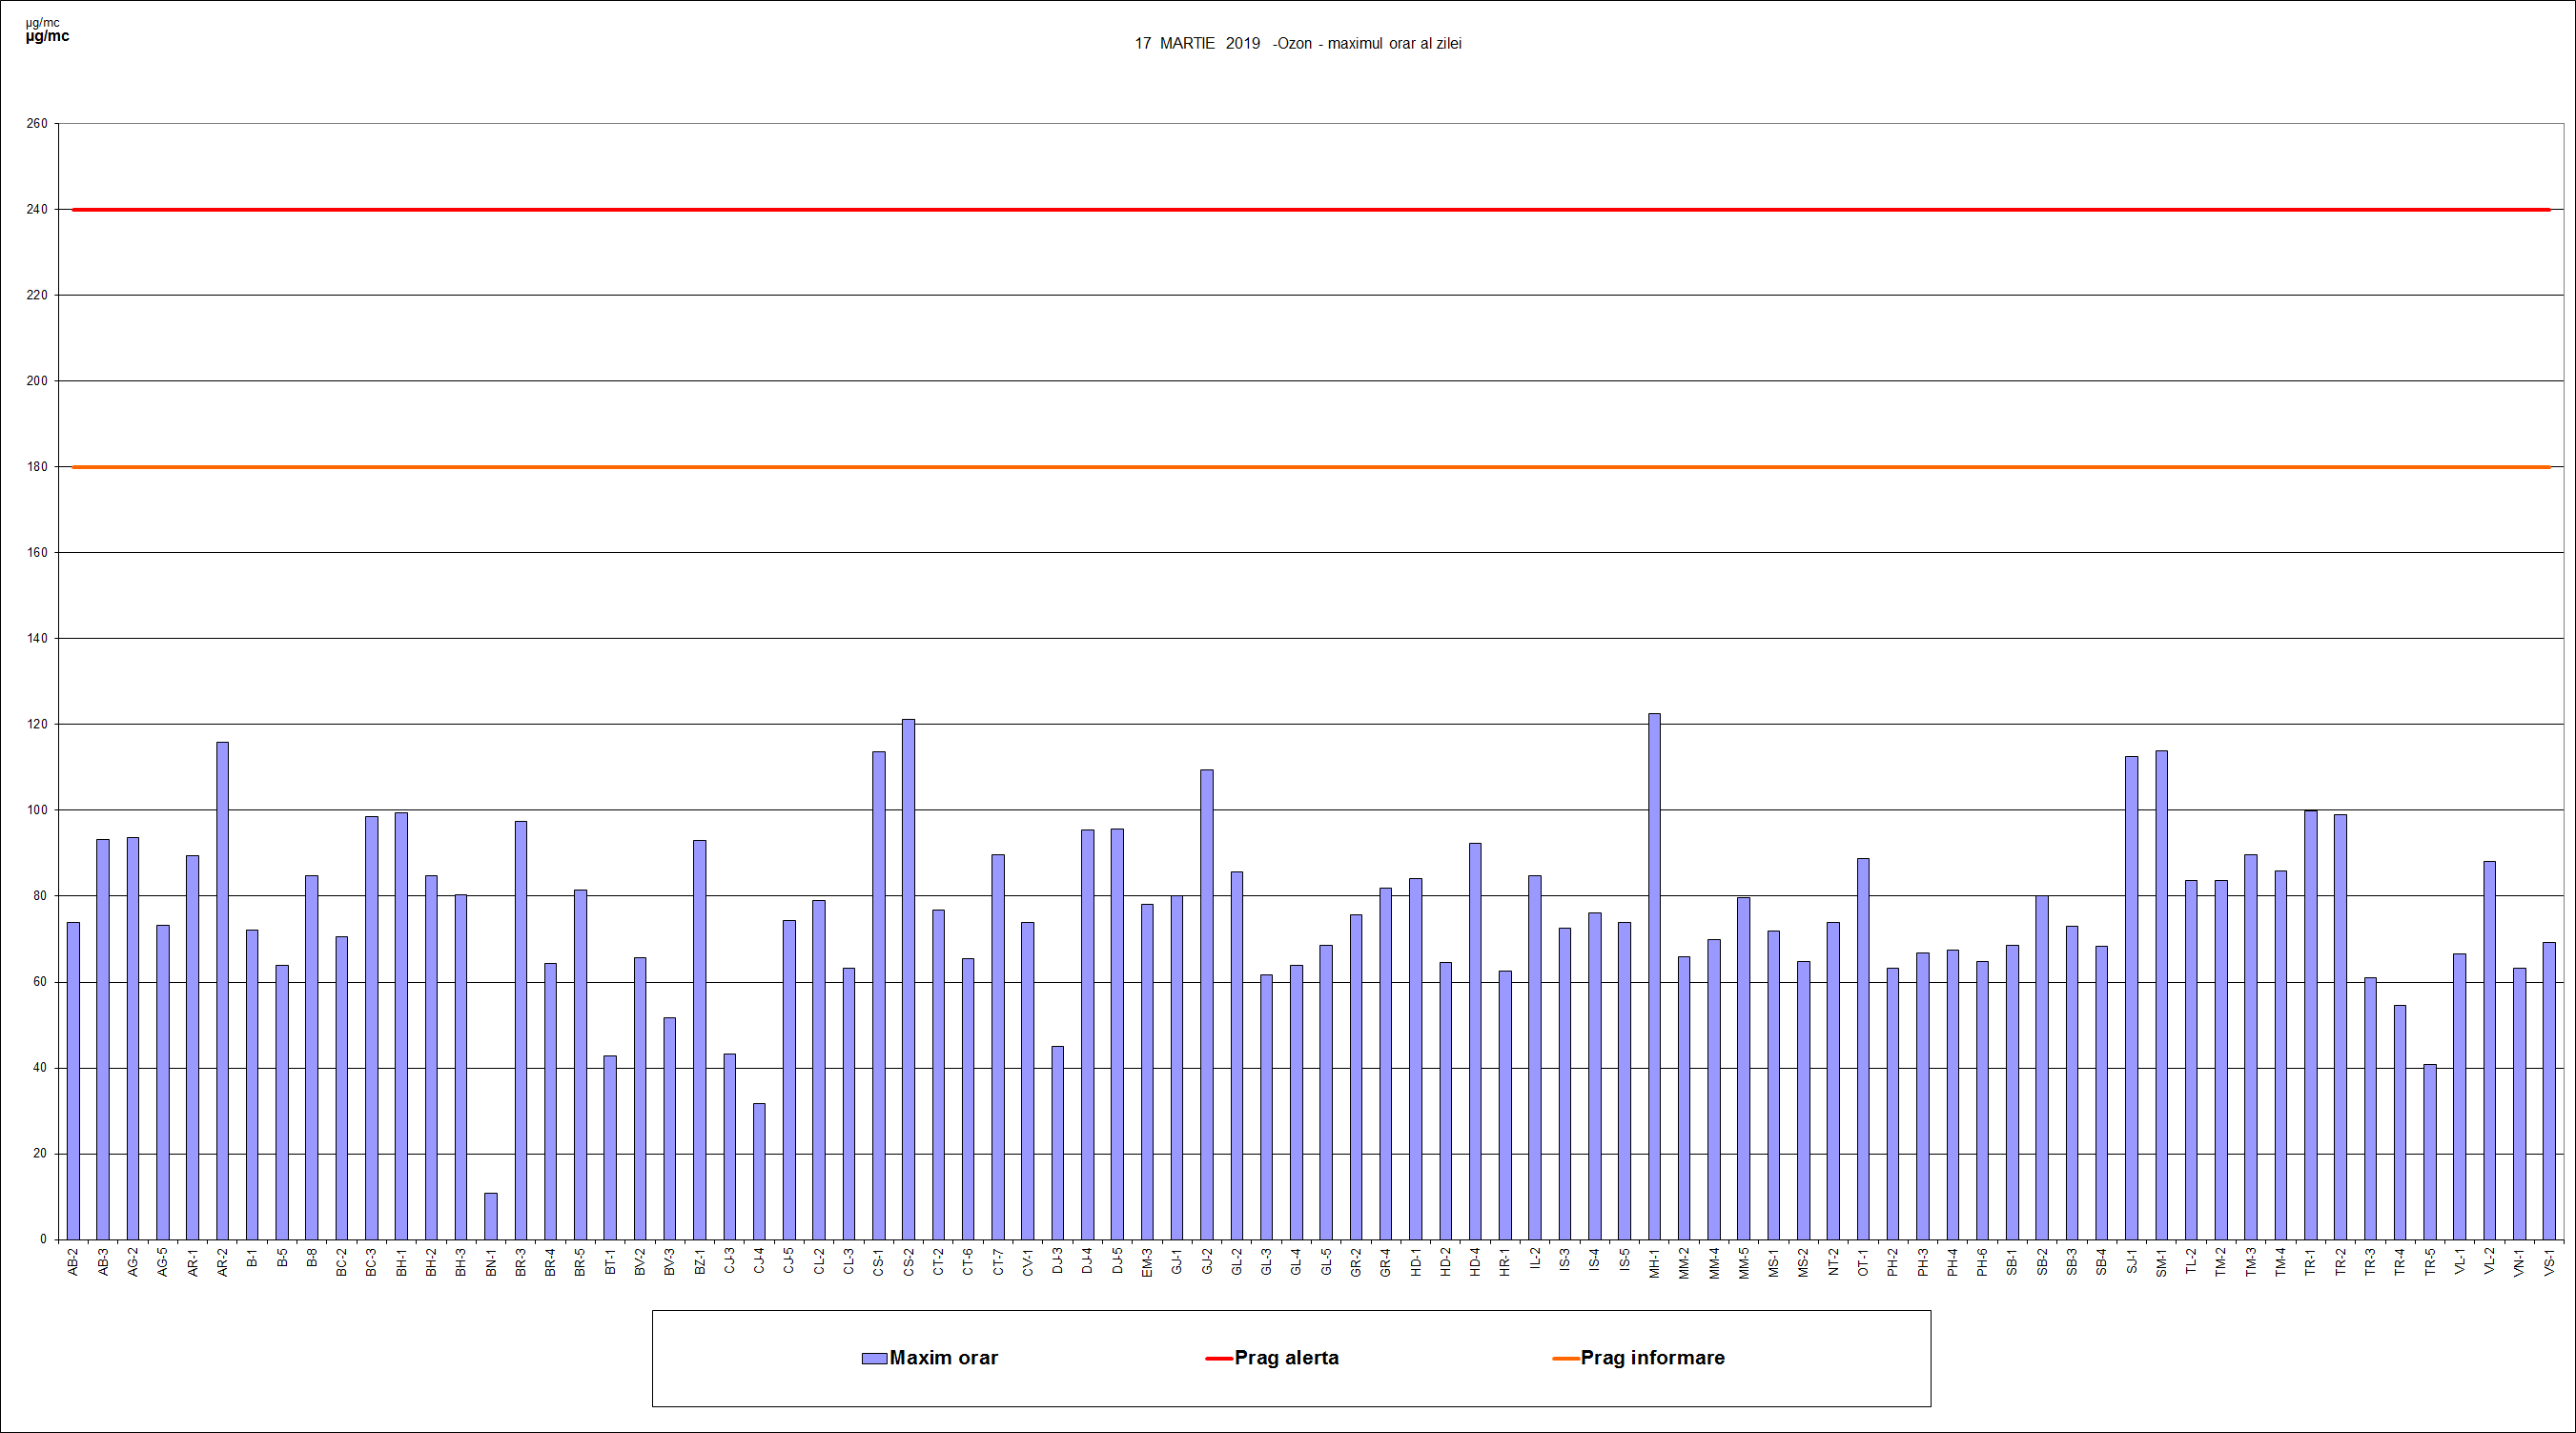 µg/mc
µg/mc
17 MARTIE 2019 -Ozon - maximul orar al zilei
260
240
220
200
180
160
140
120
100
80
60
40
20
0
AB-2 AB-3 AG-2 AG-5 AR-1 AR-2 B-1 B-5 B-8 BC-2 BC-3 BH-1 BH-2 BH-3 BN-1 BR-3 BR-4 BR-5 BT-1 BV-2 BV-3 BZ-1 CJ-3 CJ-4 CJ-5 CL-2 CL-3 CS-1 CS-2 CT-2 CT-6 CT-7 CV-1 DJ-3 DJ-4 DJ-5 EM-3 GJ-1 GJ-2 GL-2 GL-3 GL-4 GL-5 GR-2 GR-4 HD-1 HD-2 HD-4 HR-1 IL-2 IS-3 IS-4 IS-5 MH-1 MM-2 MM-4 MM-5 MS-1 MS-2 NT-2 OT-1 PH-2 PH-3 PH-4 PH-6 SB-1 SB-2 SB-3 SB-4 SJ-1 SM-1 TL-2 TM-2 TM-3 TM-4 TR-1 TR-2 TR-3 TR-4 TR-5 VL-1 VL-2 VN-1 VS-1
Maxim orar Prag alerta Prag informare